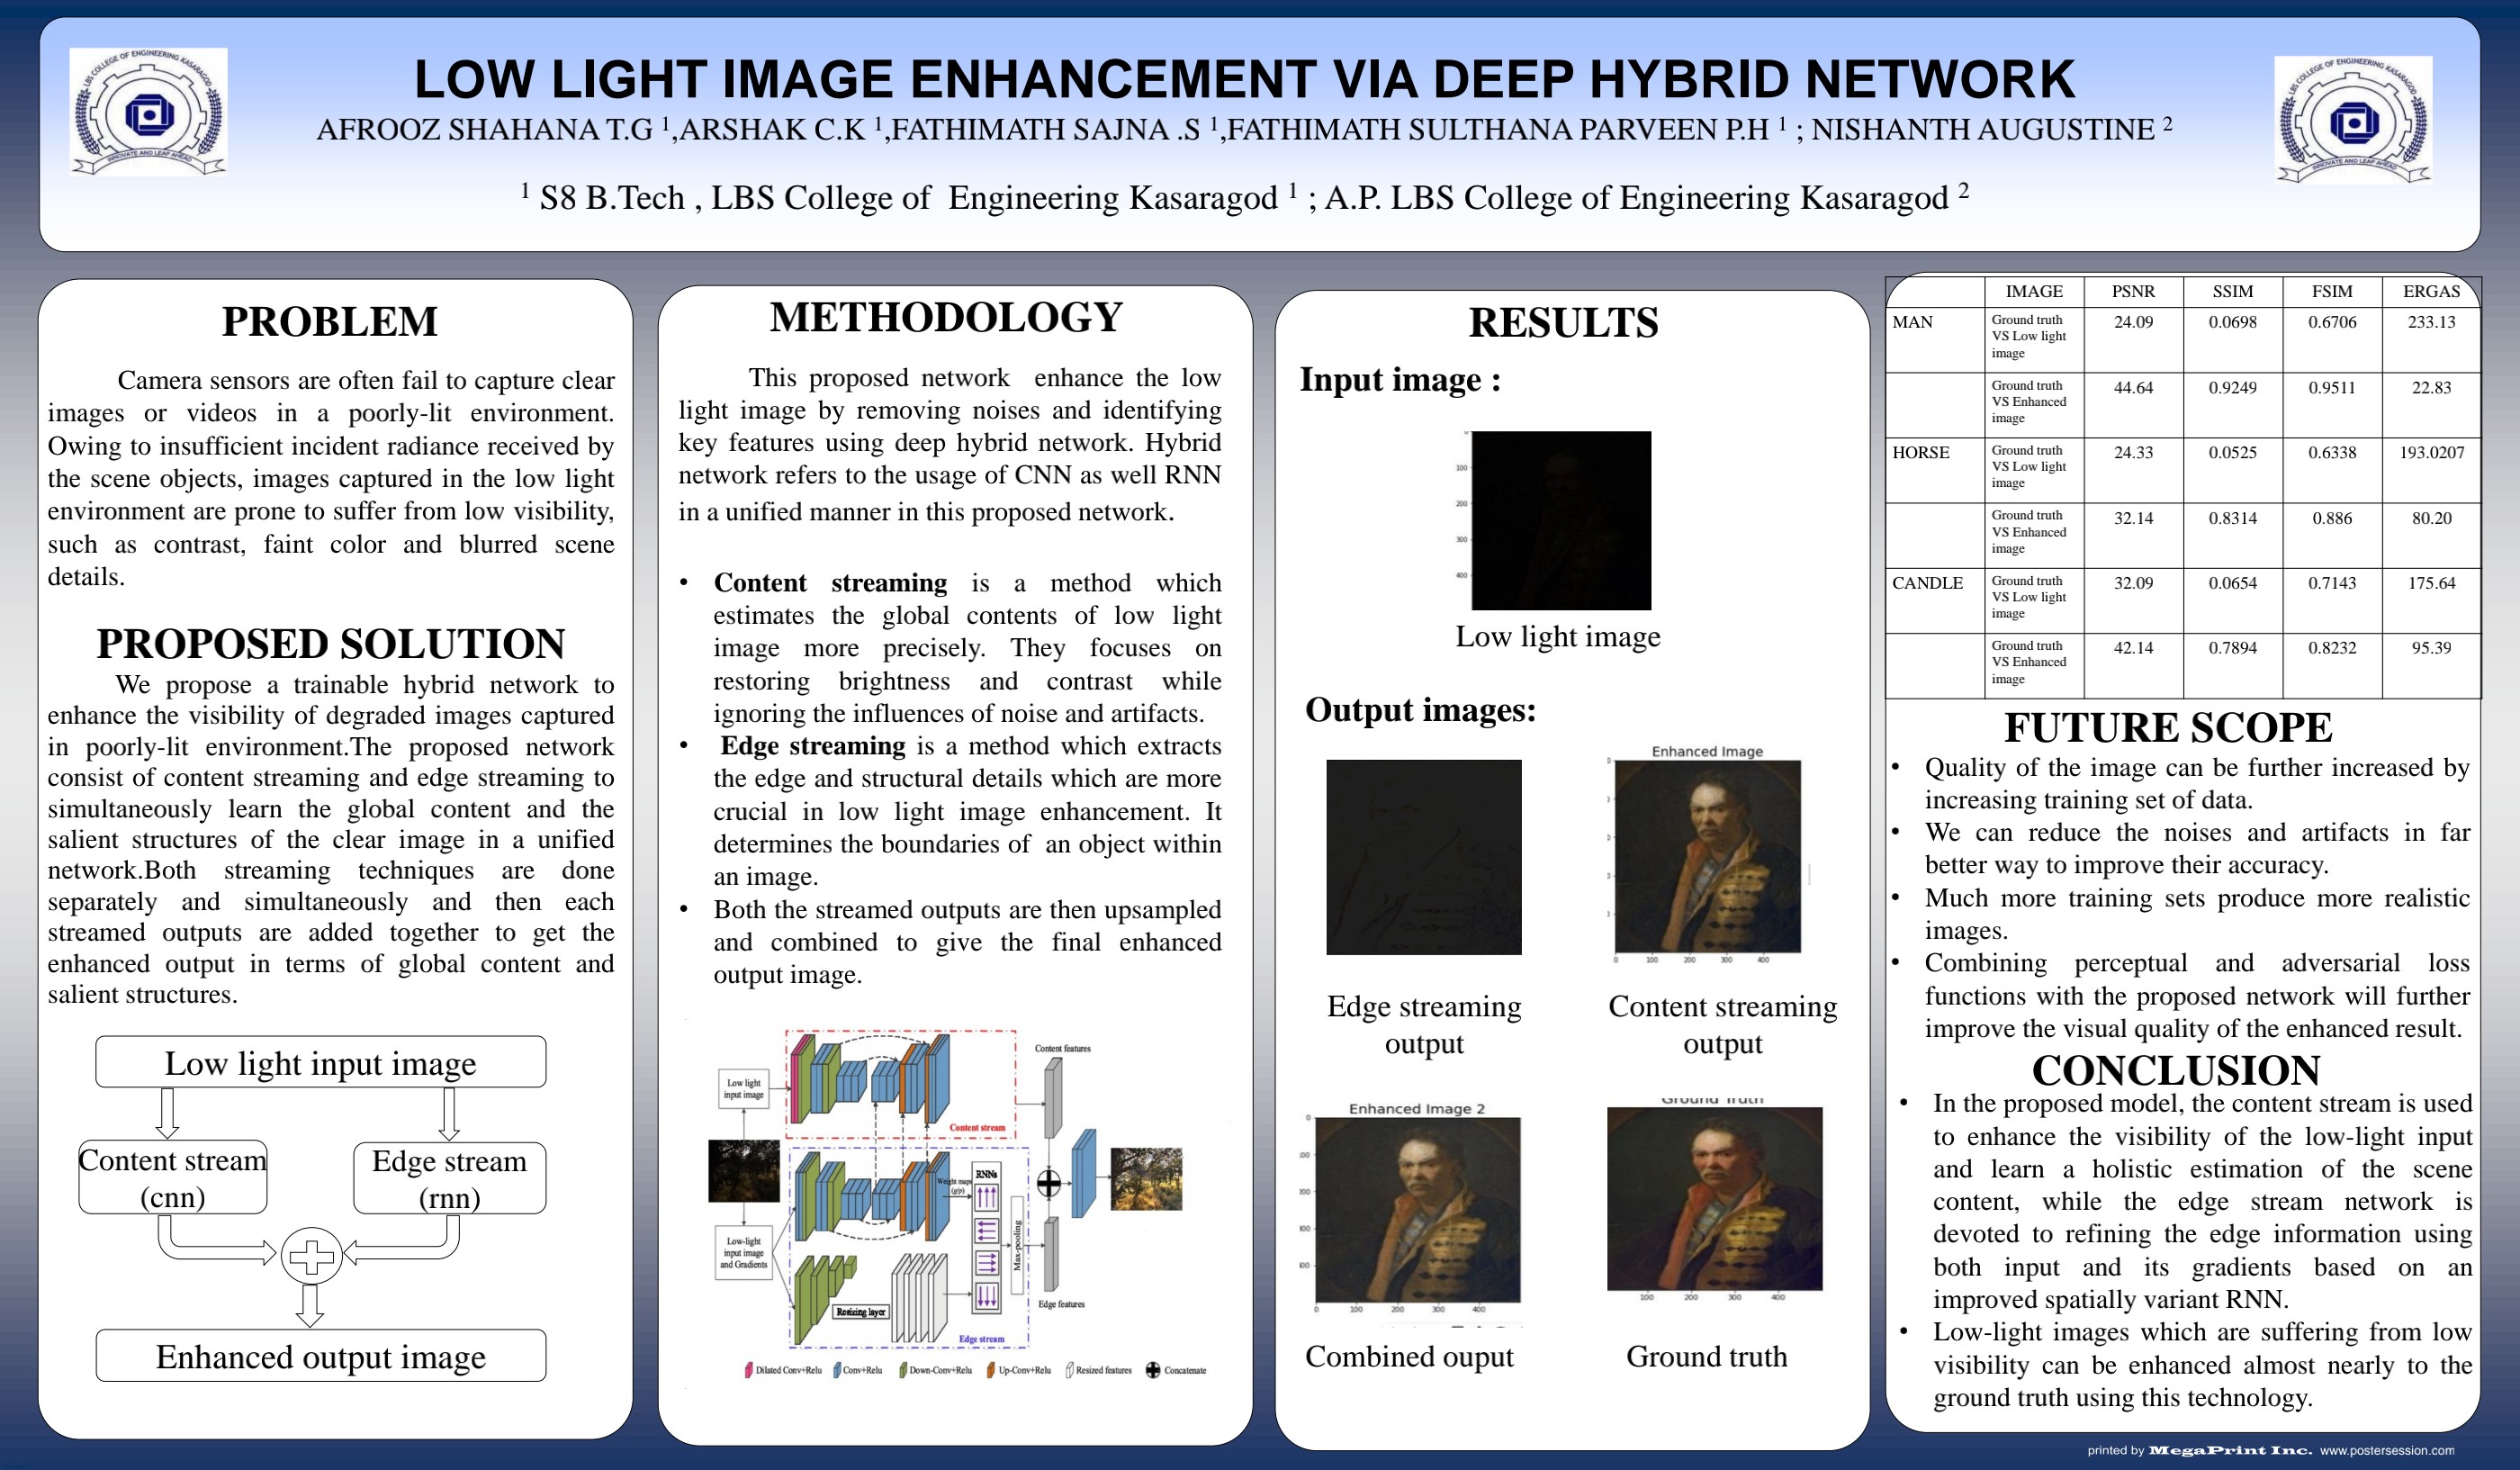 LBS COLLEGE OF ENGINEERING KASARAGOD
INNOVATE AND LEAP AHEAD
LOW LIGHT IMAGE ENHANCEMENT VIA DEEP HYBRID NETWORK
AFROOZ SHAHANA T.G 1,ARSHAK C.K 1,FATHIMATH SAJNA .S 1,FATHIMATH SULTHANA PARVEEN P.H 1 ; NISHANTH AUGUSTINE 2
1 S8 B.Tech , LBS College of Engineering Kasaragod 1 ; A.P. LBS College of Engineering Kasaragod 2
LBS COLLEGE OF ENGINEERING KASARAGOD
INNOVATE AND LEAP AHEAD
PROBLEM
Camera sensors are often fail to capture clear
images or videos in a poorly-lit environment.
Owing to insufficient incident radiance received by
the scene objects, images captured in the low light
environment are prone to suffer from low visibility,
such as contrast, faint color and blurred scene
details.
PROPOSED SOLUTION
We propose a trainable hybrid network to
enhance the visibility of degraded images captured
in poorly-lit environment.The proposed network
consist of content streaming and edge streaming to
simultaneously learn the global content and the
salient structures of the clear image in a unified
network.Both streaming techniques are done
separately and simultaneously and then each
streamed outputs are added together to get the
enhanced output in terms of global content and
salient structures.
Low light input image
Content stream
(cnn)
Edge stream
(rnn)
Enhanced output image
METHODOLOGY
This proposed network enhance the low
light image by removing noises and identifying
key features using deep hybrid network. Hybrid
network refers to the usage of CNN as well RNN
in a unified manner in this proposed network.
• Content streaming is a method which
estimates the global contents of low light
image more precisely. They focuses on
restoring brightness and contrast while
ignoring the influences of noise and artifacts.
• Edge streaming is a method which extracts
the edge and structural details which are more
crucial in low light image enhancement. It
determines the boundaries of an object within
an image.
• Both the streamed outputs are then upsampled
and combined to give the final enhanced
output image.
Content features
Low light
input image
Content stream
RNNs
Weight maps
(g/p)
Low-light
input image
and Gradients
Max-pooling
Resizing layer
Edge features
Edge stream
Dilated Conv+Relu Conv+Relu Down-Conv+Relu Up-Conv+Relu Resized features Concatenate
RESULTS
Input image :
100
200
300
400
Low light image
Output images:
Enhanced Image
0 100 200 300 400
Edge streaming
output
Content streaming
output
Enhanced Image 2
0
0 100 200 300 400
Combined ouput
Ground Truth
100 200 300 400
Ground truth
IMAGE PSNR SSIM FSIM ERGAS
MAN Ground truth VS Low light image 24.09 0.0698 0.6706 233.13
Ground truth VS Enhanced image 44.64 0.9249 0.9511 22.83
HORSE Ground truth VS Low light image 24.33 0.0525 0.6338 193.0207
Ground truth VS Enhanced image 32.14 0.8314 0.886 80.20
CANDLE Ground truth VS Low light image 32.09 0.0654 0.7143 175.64
Ground truth VS Enhanced image 42.14 0.7894 0.8232 95.39
FUTURE SCOPE
• Quality of the image can be further increased by
increasing training set of data.
• We can reduce the noises and artifacts in far
better way to improve their accuracy.
• Much more training sets produce more realistic
images.
• Combining perceptual and adversarial loss
functions with the proposed network will further
improve the visual quality of the enhanced result.
CONCLUSION
• In the proposed model, the content stream is used
to enhance the visibility of the low-light input
and learn a holistic estimation of the scene
content, while the edge stream network is
devoted to refining the edge information using
both input and its gradients based on an
improved spatially variant RNN.
• Low-light images which are suffering from low
visibility can be enhanced almost nearly to the
ground truth using this technology.
printed by MegaPrint Inc. www.postersession.com